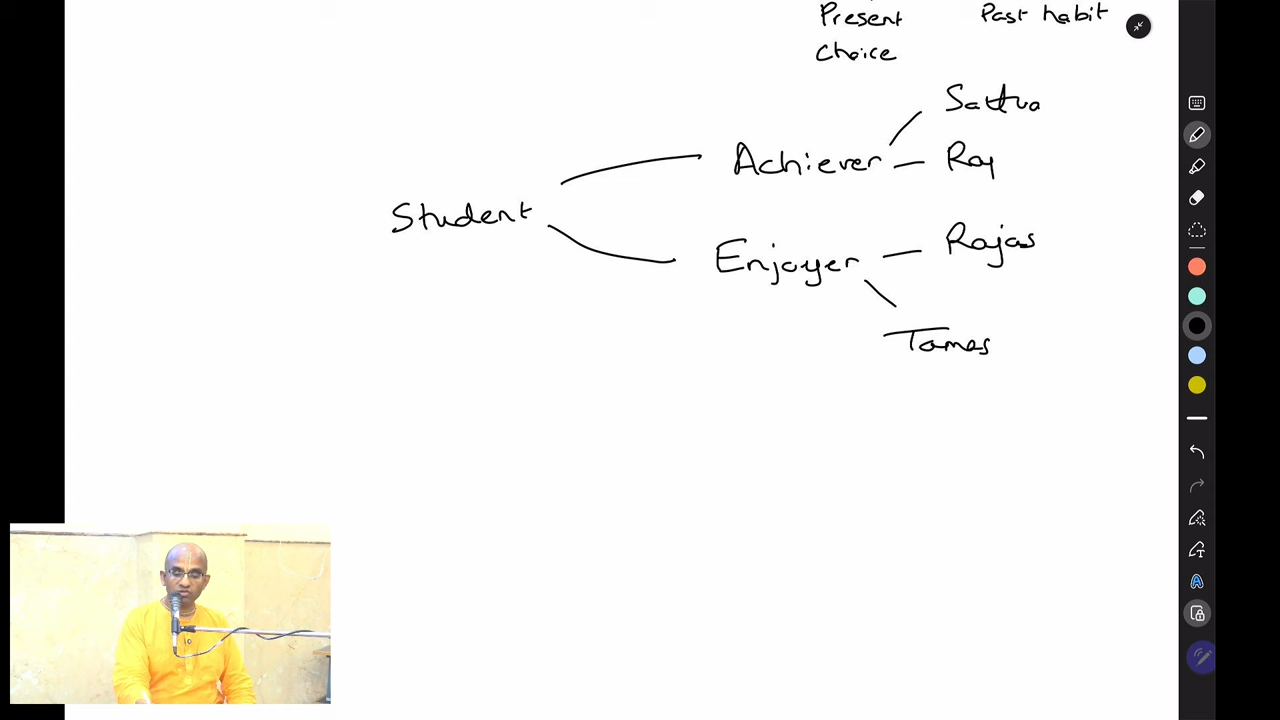 Present Past habit
Choice
Sattva
Achiever Raj
Student
Enjoyer Rajas
Tamas